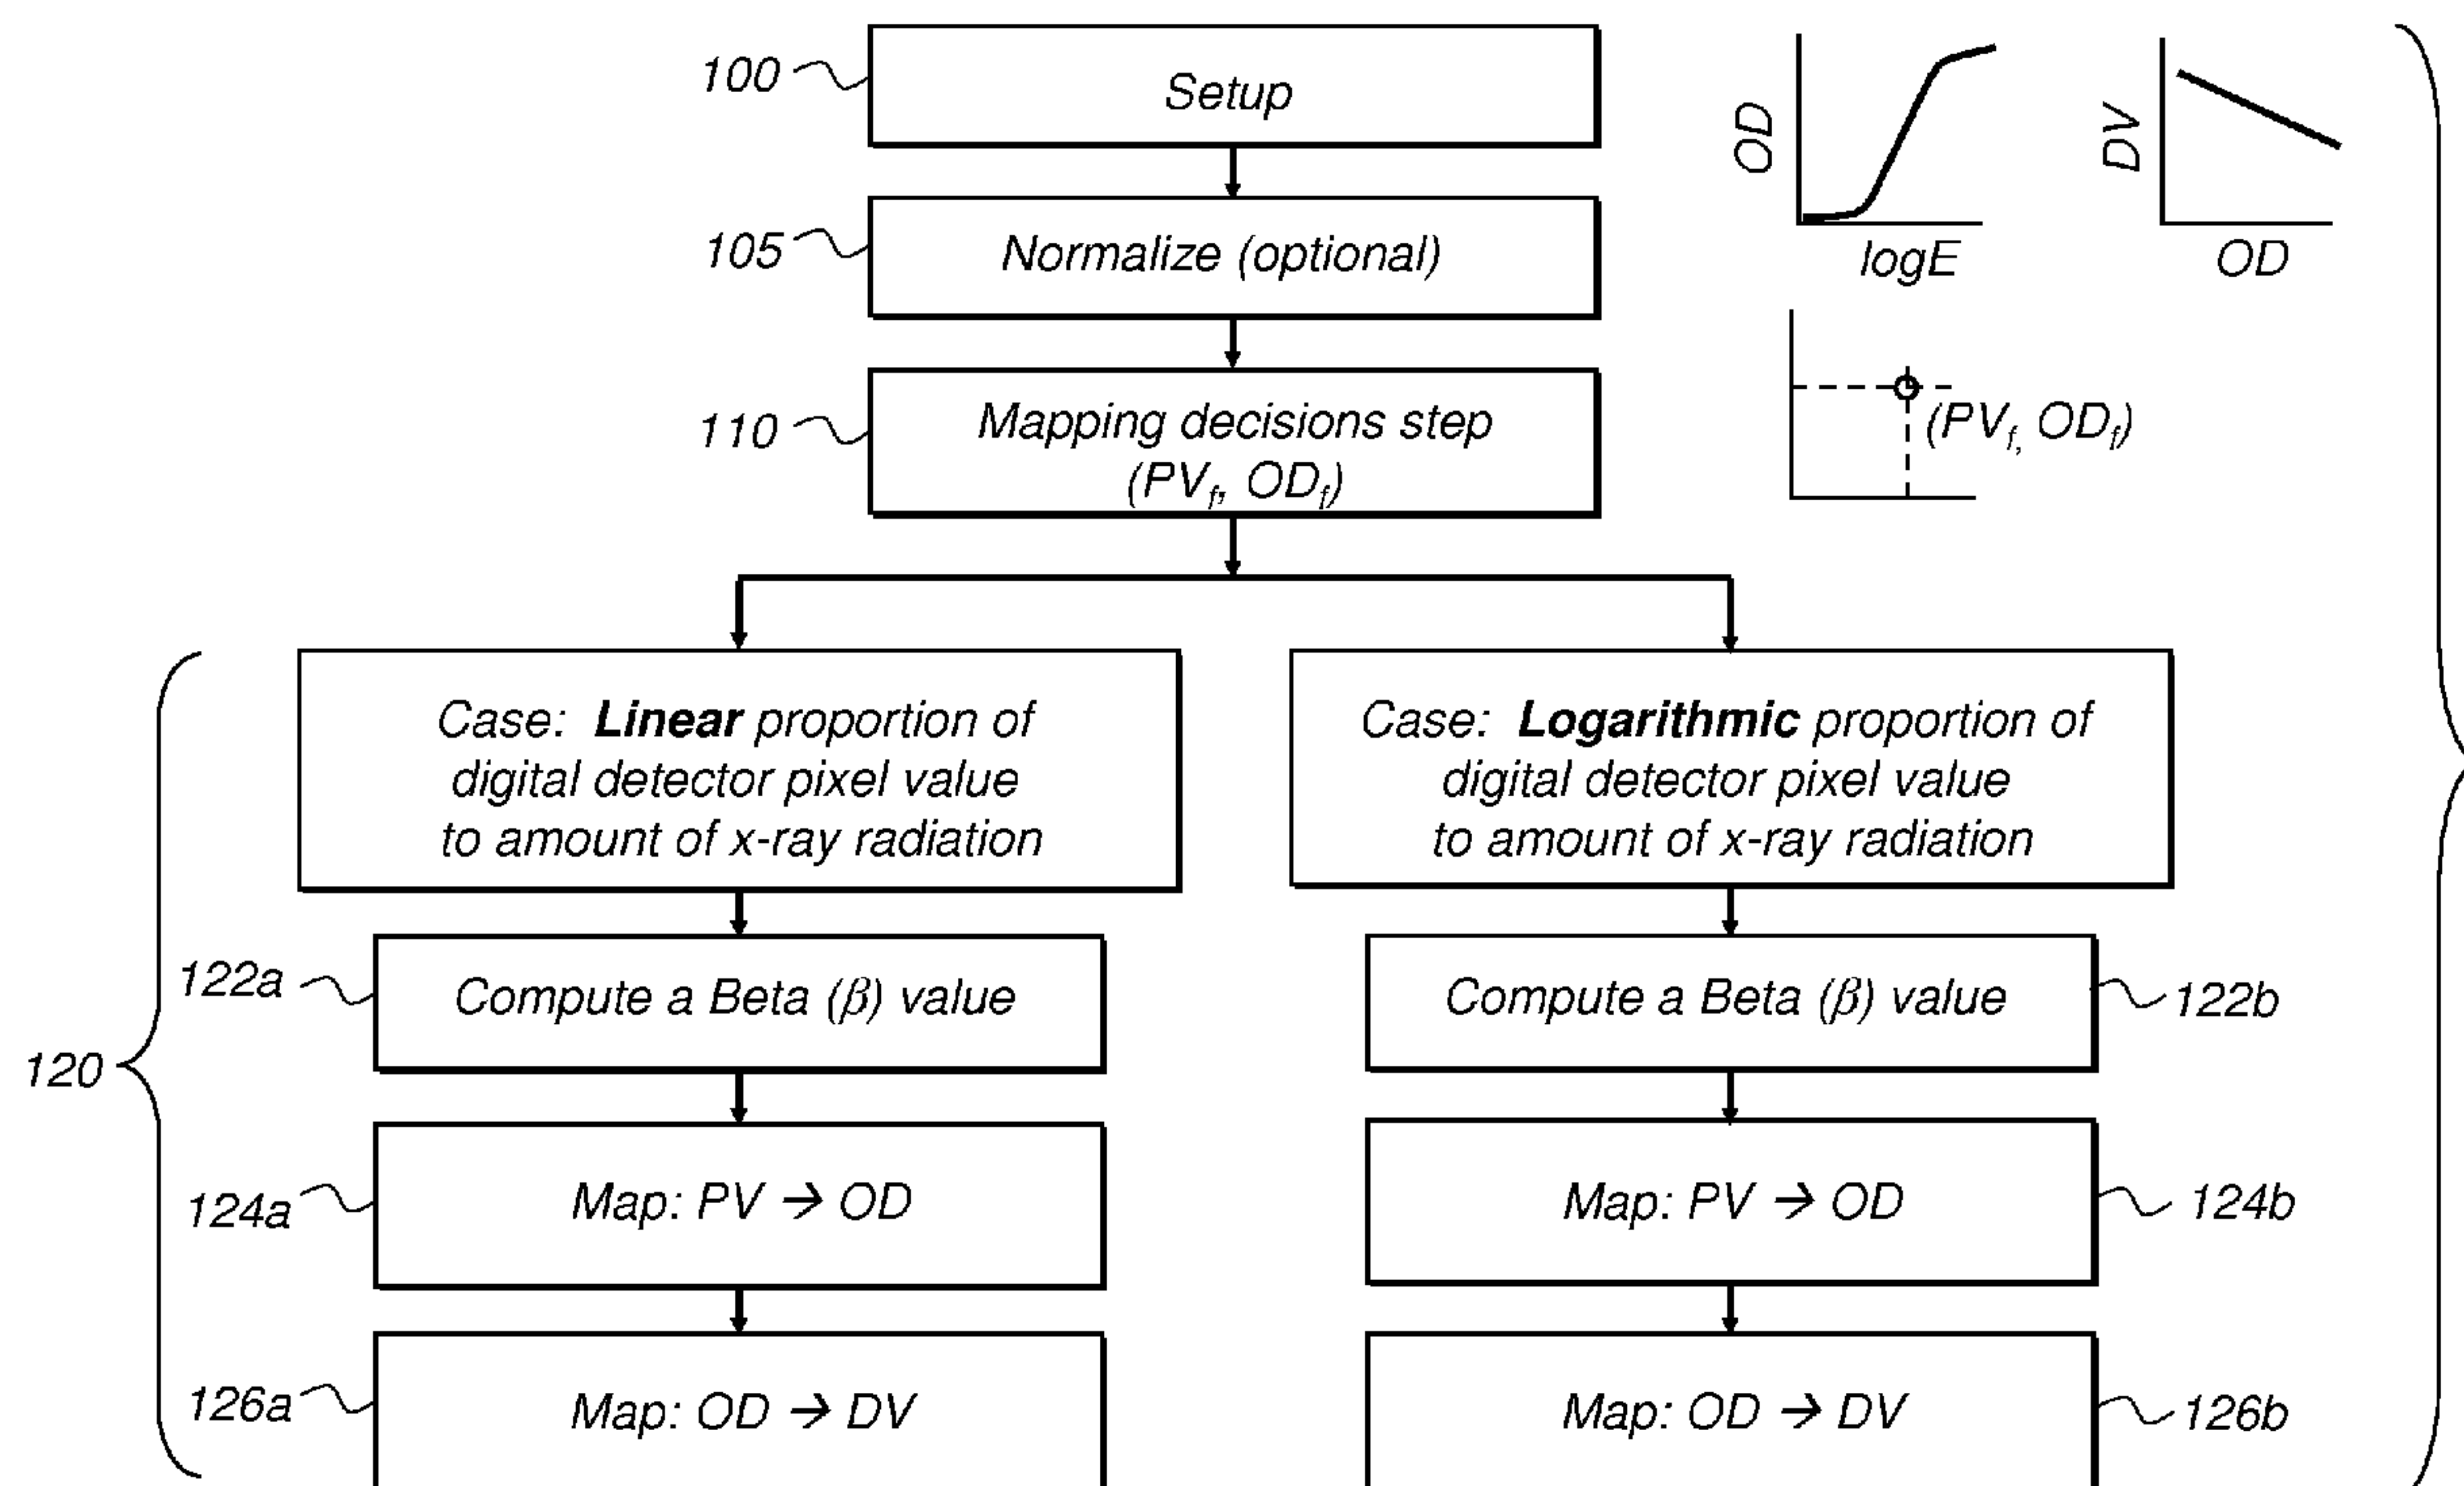 100
Setup
105
Normalize (optional)
110
Mapping decisions step
(PVf, ODf)
OD
logE
DV
OD
(PVf, ODf)
Case: Linear proportion of
digital detector pixel value
to amount of x-ray radiation
Case: Logarithmic proportion of
digital detector pixel value
to amount of x-ray radiation
120
122a
Compute a Beta (β) value
Compute a Beta (β) value
122b
124a
Map: PV → OD
Map: PV → OD
124b
126a
Map: OD → DV
Map: OD → DV
126b